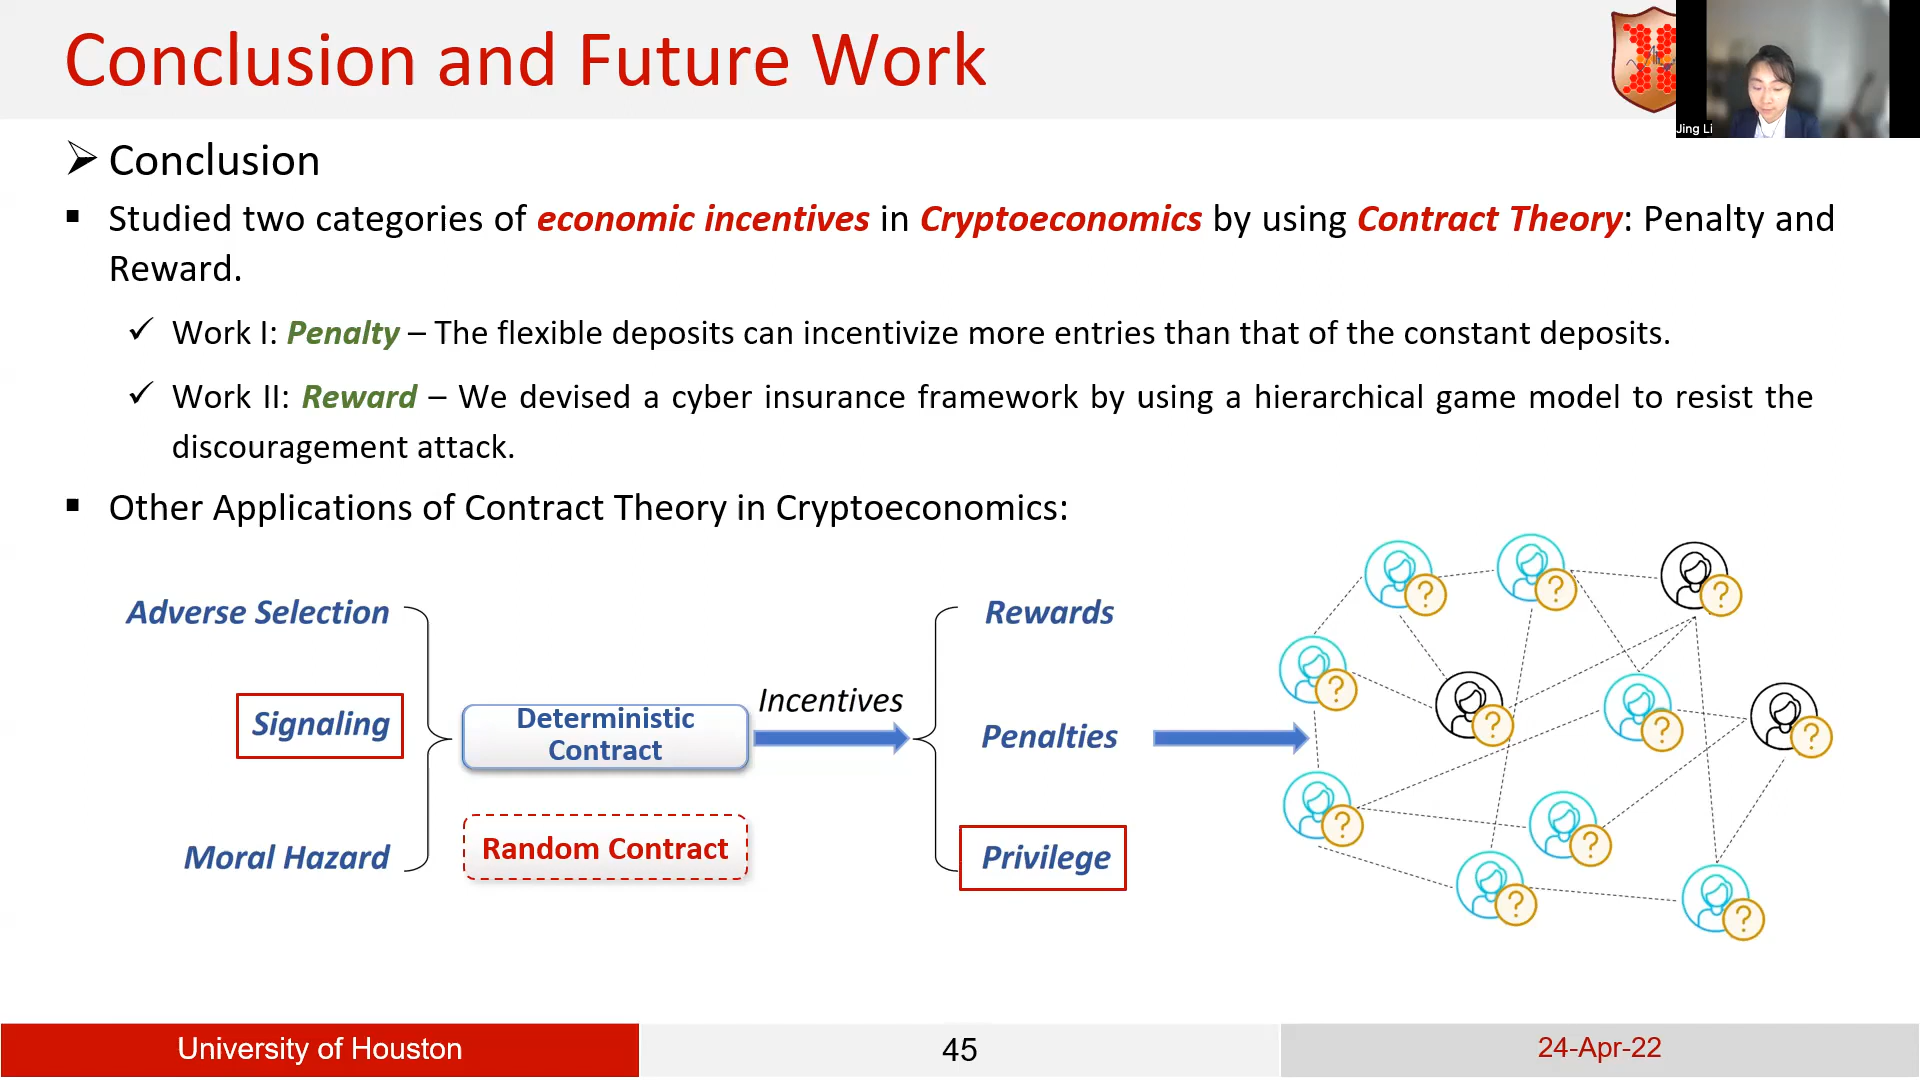 Conclusion and Future Work
Jing Li
Conclusion
Studied two categories of economic incentives in Cryptoeconomics by using Contract Theory: Penalty and
Reward.
Work I: Penalty – The flexible deposits can incentivize more entries than that of the constant deposits.
Work II: Reward – We devised a cyber insurance framework by using a hierarchical game model to resist the
discouragement attack.
Other Applications of Contract Theory in Cryptoeconomics:
Adverse Selection
Signaling
Moral Hazard
Deterministic
Contract
Random Contract
Incentives
Rewards
Penalties
Privilege
?
?
?
?
?
?
?
?
?
?
?
University of Houston
45
24-Apr-22